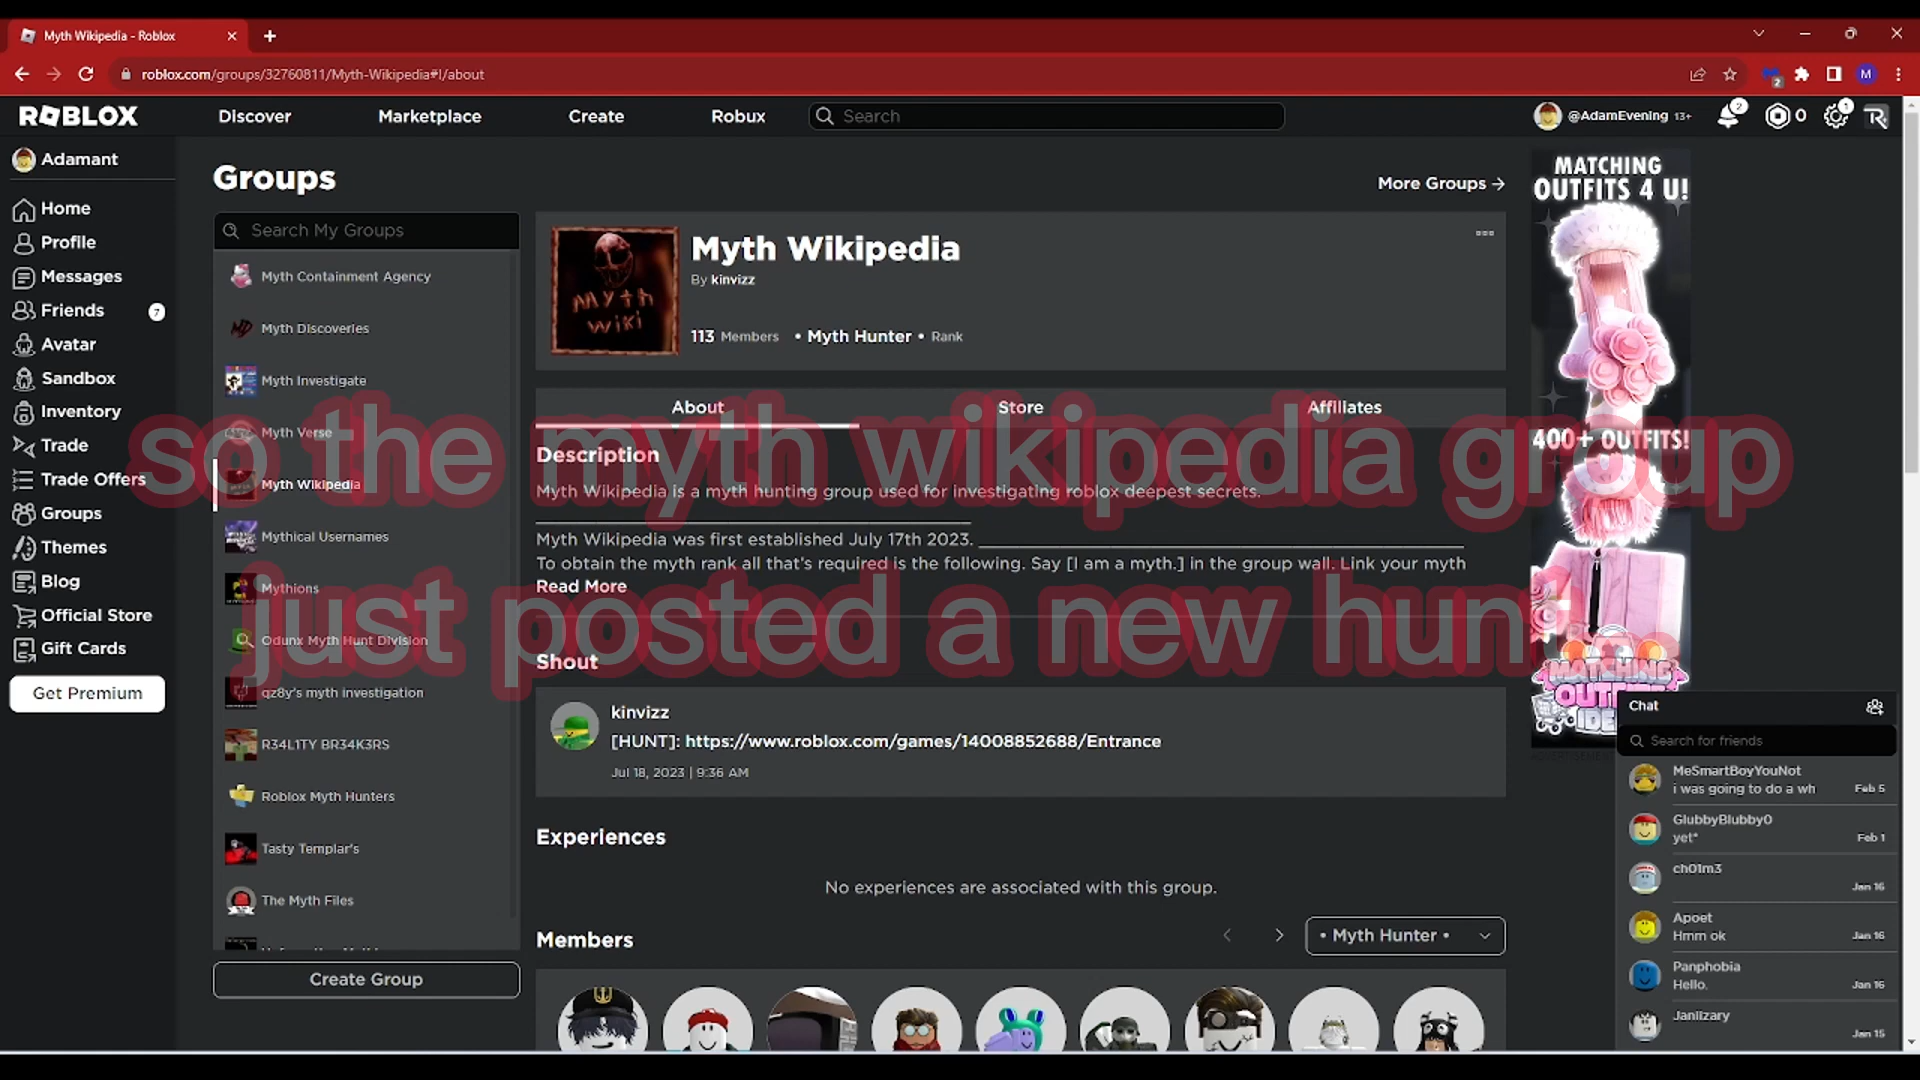 Myth Wikipedia - Roblox
roblox.com/groups/32760811/Myth-Wikipedia#!/about
2
M
ROBLOX
Discover
Marketplace
Create
Robux
Search
@AdamEvening 13+
2
0
1
Adamant
Home
Profile
Messages
Friends
7
Avatar
Sandbox
Inventory
Trade
Trade Offers
Groups
Themes
Blog
Official Store
Gift Cards
Get Premium
Groups
More Groups →
Search My Groups
Myth Containment Agency
Myth Discoveries
Myth Investigate
Myth Verse
Myth Wikipedia
Mythical Usernames
Mythions
Odunx Myth Hunt Division
qz8y's myth investigation
R34L1TY BR34K3RS
Roblox Myth Hunters
Tasty Templar's
The Myth Files
Create Group
MYth
wiki
Myth Wikipedia
By kinvizz
113 Members
• Myth Hunter • Rank
About
Store
Affiliates
so the myth wikipedia group
just posted a new hunt
Description
Myth Wikipedia is a myth hunting group used for investigating roblox deepest secrets.
Myth Wikipedia was first established July 17th 2023.
To obtain the myth rank all that's required is the following. Say [I am a myth.] in the group wall. Link your myth
Read More
Shout
kinvizz
[HUNT]: https://www.roblox.com/games/14008852688/Entrance
Jul 18, 2023 | 9:36 AM
Experiences
No experiences are associated with this group.
Members
• Myth Hunter •
MATCHING
OUTFITS 4 U!
400+ OUTFITS!
MATCHING
OUTFIT
IDE
Chat
Search for friends
MeSmartBoyYouNot
i was going to do a wh
Feb 5
GlubbyBlubby0
yet*
Feb 1
ch01m3
Jan 16
Apoet
Hmm ok
Jan 16
Panphobia
Hello.
Jan 16
Janlizary
Jan 15